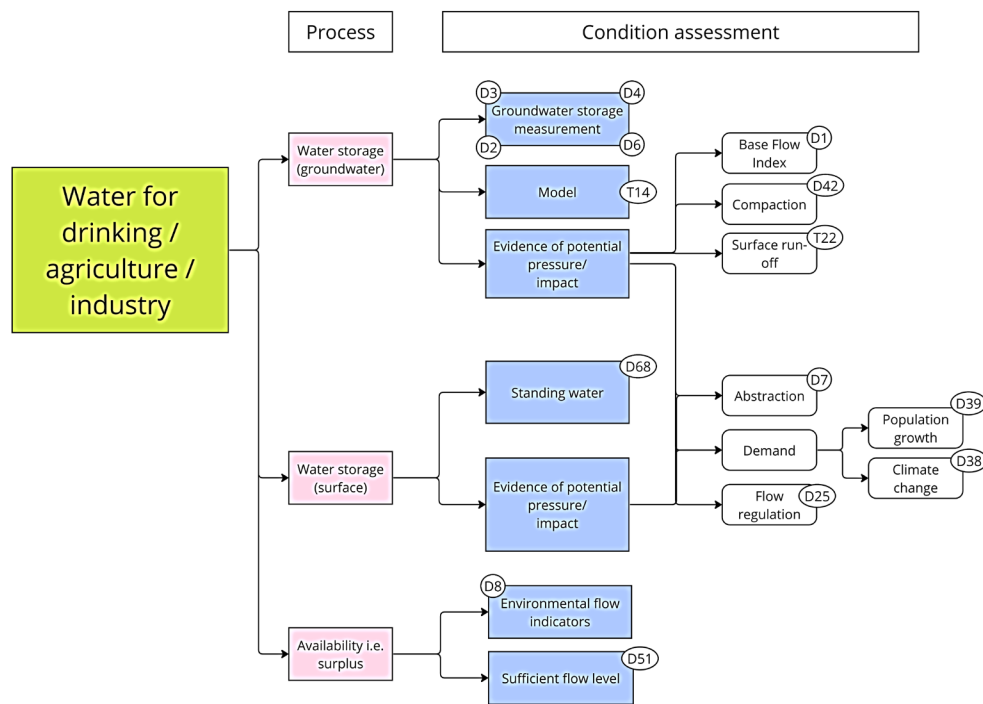 Process
Condition assessment
Water for
drinking /
agriculture /
industry
Water storage
(groundwater)
D3
D4
Groundwater storage
measurement
D2
D6
Model
T14
Evidence of potential
pressure/
impact
Base Flow
Index
D1
D42
Compaction
T22
Surface run-
off
D68
Standing water
Water storage
(surface)
Evidence of potential
pressure/
impact
D7
Abstraction
Demand
Flow
regulation
D25
D39
Population
growth
D38
Climate
change
Availability i.e.
surplus
D8
Environmental flow
indicators
D51
Sufficient flow level